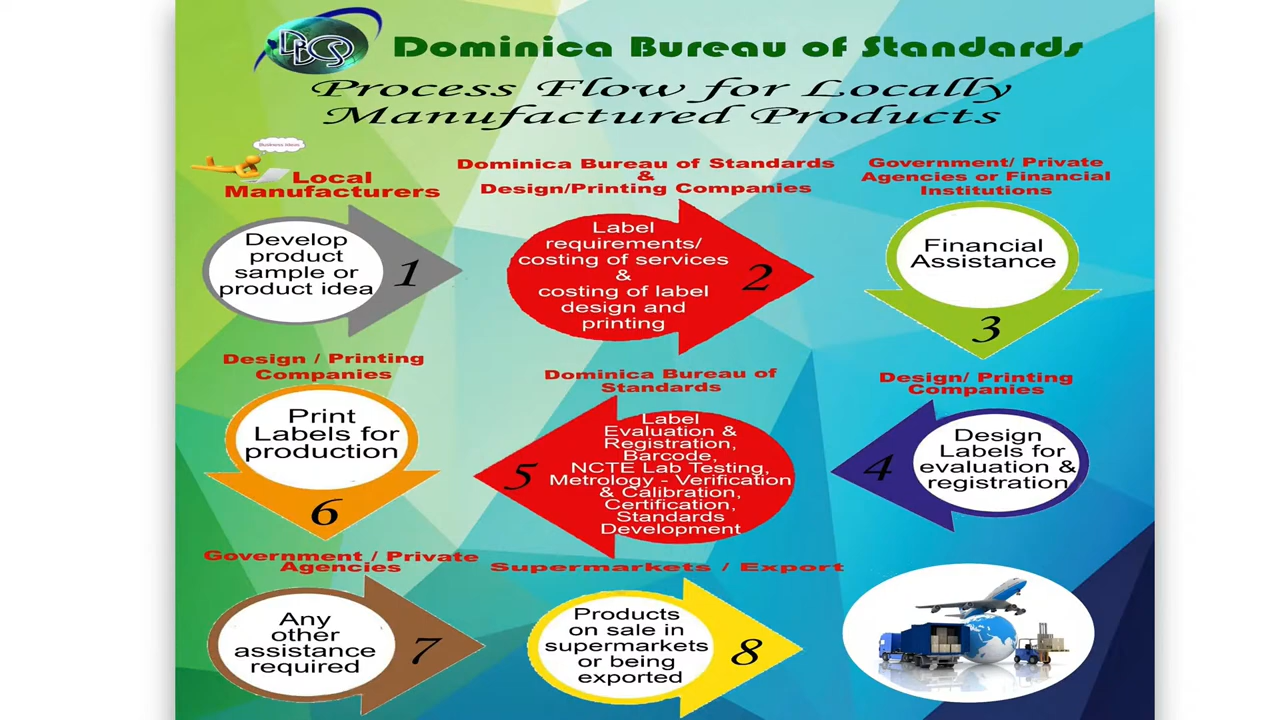 DBOS
Dominica Bureau of Standards
Process Flow for Locally
Manufactured Products
Business Ideas
Local
Manufacturers
Develop
product
sample or
product idea
1
Dominica Bureau of Standards
&
Design/Printing Companies
Label
requirements/
costing of services
&
costing of label
design and
printing
2
Government/ Private
Agencies or Financial
Institutions
Financial
Assistance
3
Design/ Printing
Companies
Design
Labels for
evaluation &
registration
4
Dominica Bureau of
Standards
Label
Evaluation &
Registration,
Barcode,
NCTE Lab Testing,
Metrology - Verification
& Calibration,
Certification,
Standards
Development
5
Design / Printing
Companies
Print
Labels for
production
6
Government / Private
Agencies
Any
other
assistance
required
7
Supermarkets / Export
Products
on sale in
supermarkets
or being
exported
8